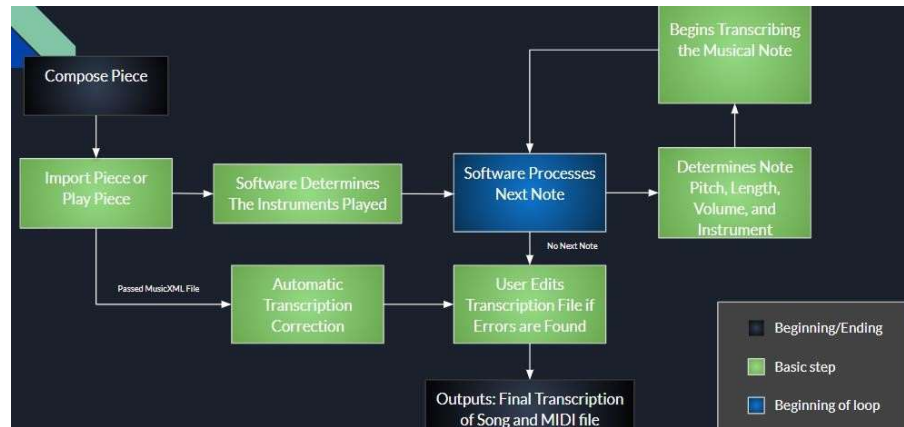 Compose Piece
Import Piece or
Play Piece
Software Determines
The Instruments Played
Software Processes
Next Note
Determines Note
Pitch, Length,
Volume, and
Instrument
Begins Transcribing
the Musical Note
No Next Note
Passed MusicXML File
Automatic
Transcription
Correction
User Edits
Transcription File if
Errors are Found
Outputs: Final Transcription
of Song and MIDI file
Beginning/Ending
Basic step
Beginning of loop